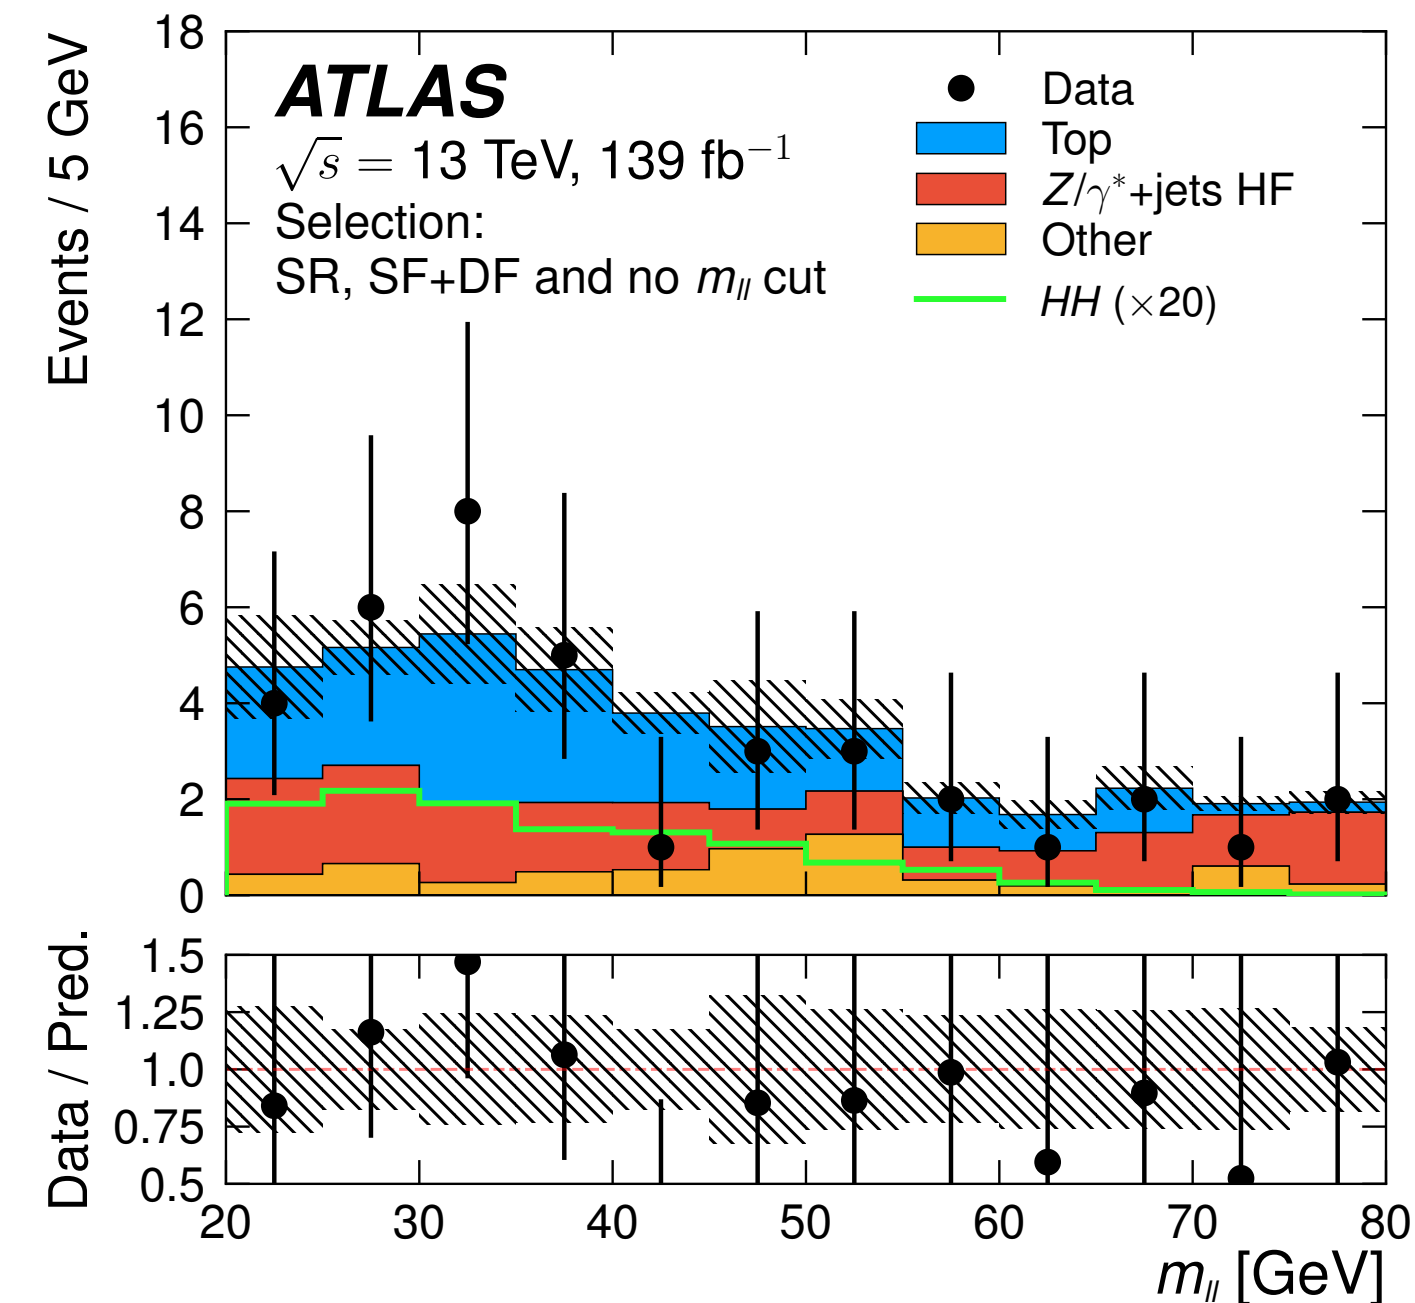 Events / 5 GeV
18
16
14
12
10
8
6
4
2
0
ATLAS
√s = 13 TeV, 139 fb⁻¹
Selection:
SR, SF+DF and no mll cut
Data
Top
Z/γ*+jets HF
Other
HH (×20)
Data / Pred.
1.5
1.25
1.0
0.75
0.5
20 30 40 50 60 70 80
mll [GeV]